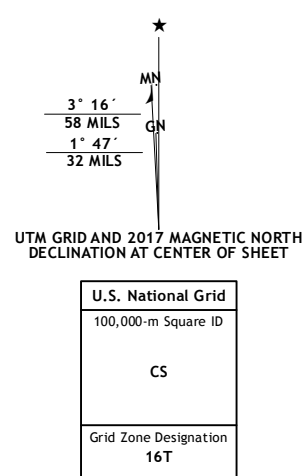 MN
3° 16´
58 MILS
GN
1° 47´
32 MILS
UTM GRID AND 2017 MAGNETIC NORTH
DECLINATION AT CENTER OF SHEET
U.S. National Grid
100,000-m Square ID
CS
Grid Zone Designation
16T